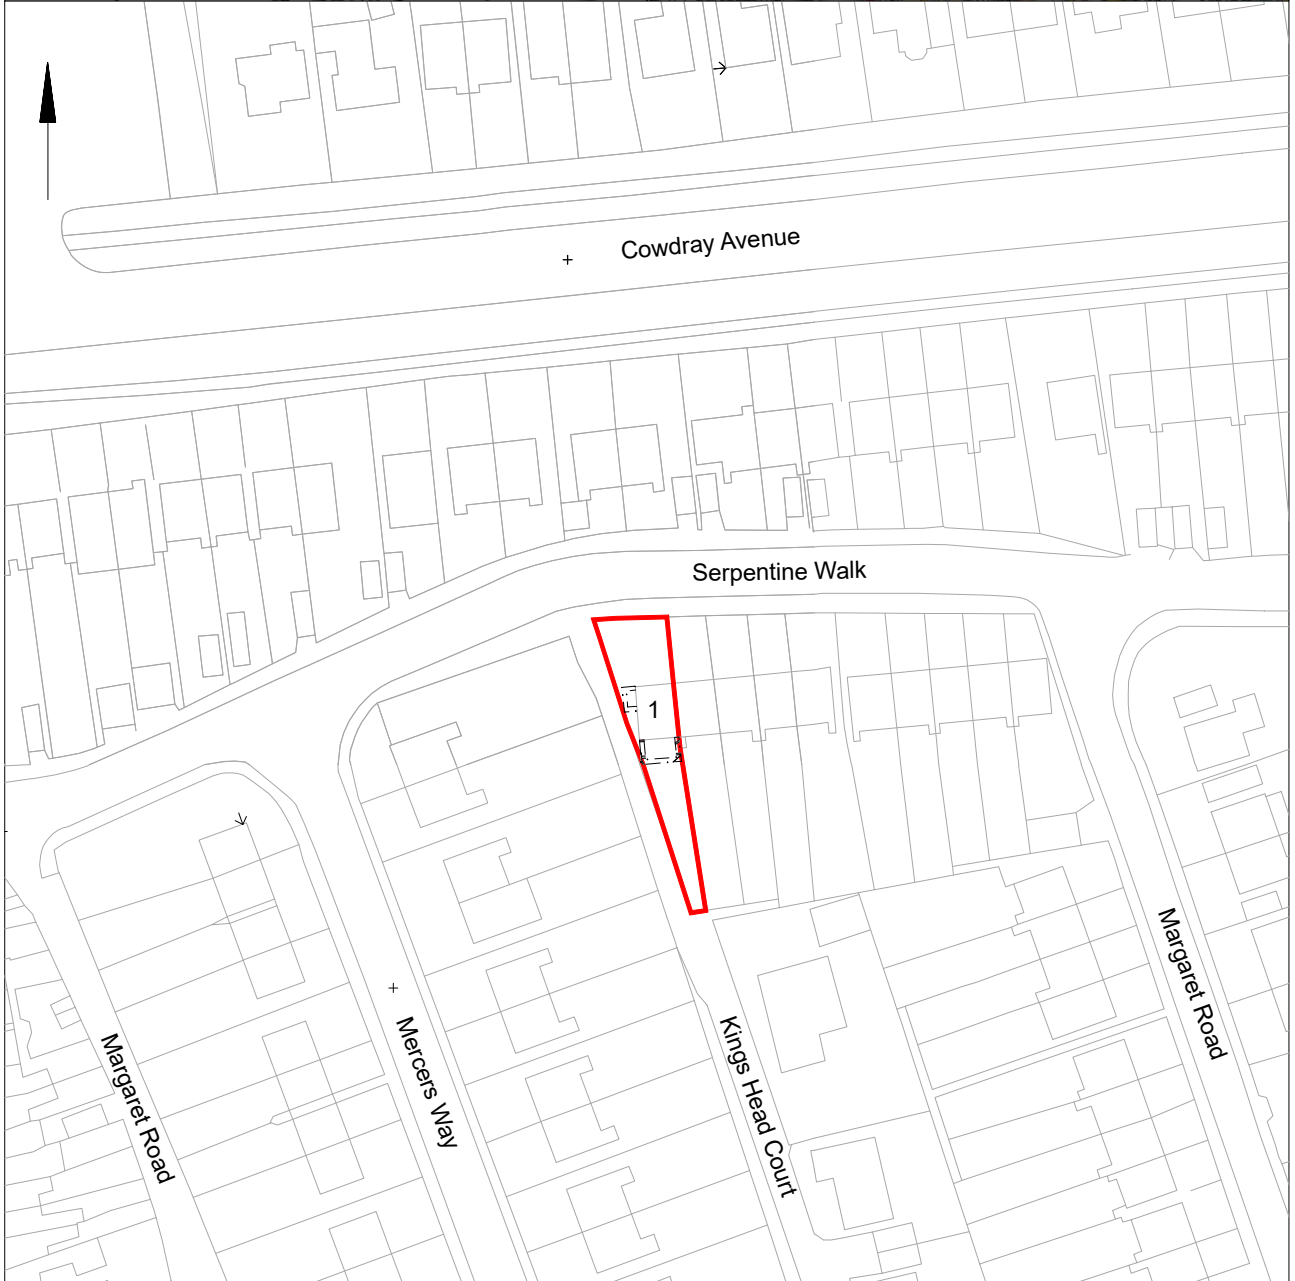 Cowdray Avenue
Serpentine Walk
1
Margaret Road
Mercers Way
Kings Head Court
Margaret Road